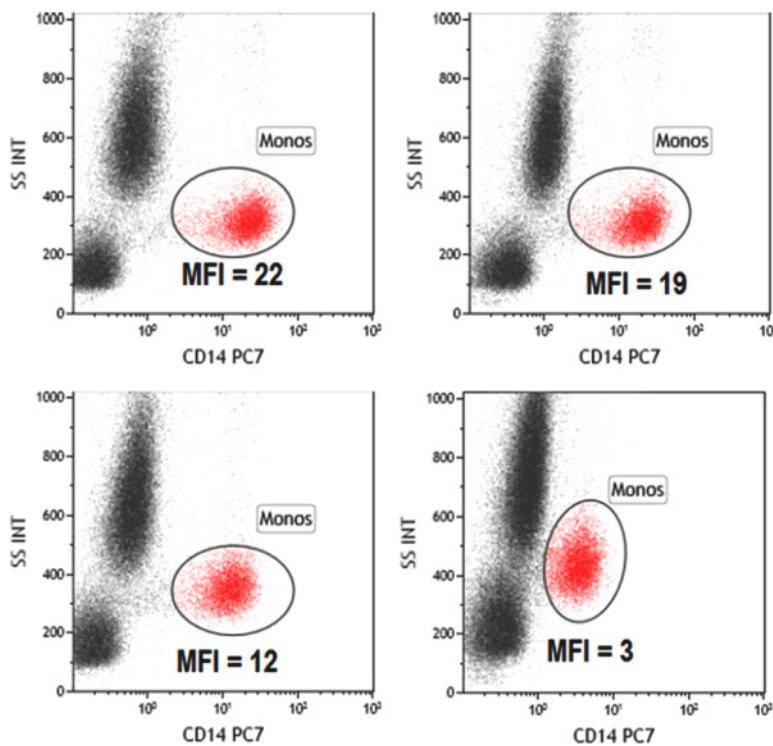 1000
800
600
400
200
0
SS INT
Monos
MFI = 22
10⁰ 10¹ 10² 10³
CD14 PC7
1000
800
600
400
200
0
SS INT
Monos
MFI = 19
10⁰ 10¹ 10² 10³
CD14 PC7
1000
800
600
400
200
0
SS INT
Monos
MFI = 12
10⁰ 10¹ 10² 10³
CD14 PC7
1000
800
600
400
200
0
SS INT
Monos
MFI = 3
10⁰ 10¹ 10² 10³
CD14 PC7